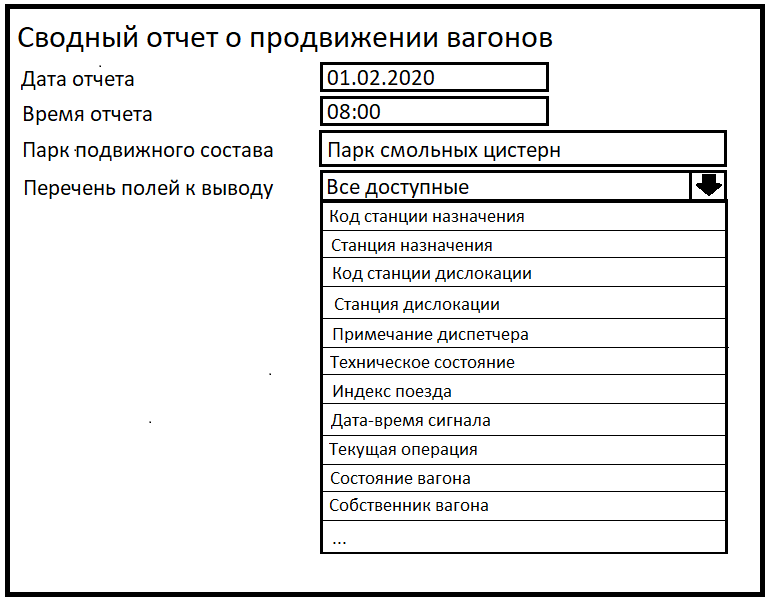 Сводный отчет о продвижении вагонов
Дата отчета
01.02.2020
Время отчета
08:00
Парк подвижного состава
Парк смольных цистерн
Перечень полей к выводу
Все доступные
Код станции назначения
Станция назначения
Код станции дислокации
Станция дислокации
Примечание диспетчера
Техническое состояние
Индекс поезда
Дата-время сигнала
Текущая операция
Состояние вагона
Собственник вагона
...